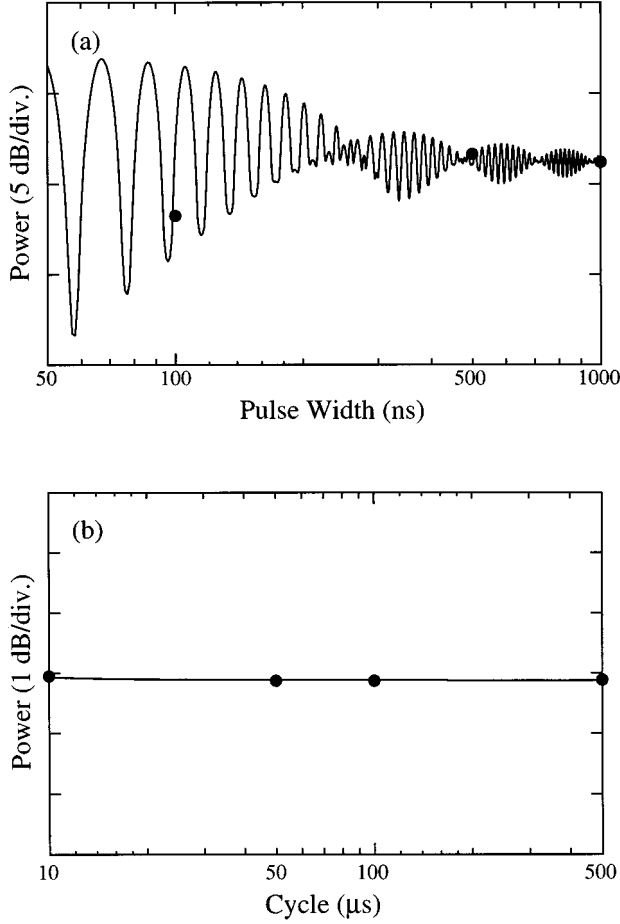 (a)
Power (5 dB/div.)
50
100
500
1000
Pulse Width (ns)
(b)
Power (1 dB/div.)
10
50
100
500
Cycle (μs)